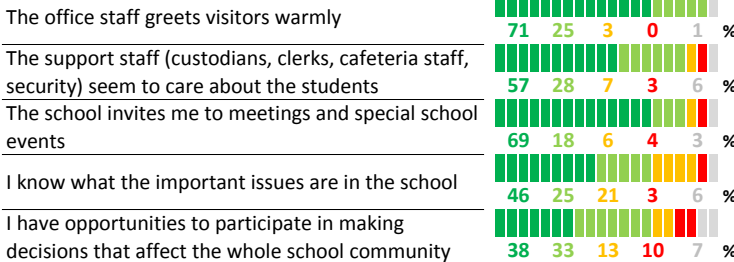 The office staff greets visitors warmly
71 25 3 0 1 %
The support staff (custodians, clerks, cafeteria staff,
security) seem to care about the students
57 28 7 3 6 %
The school invites me to meetings and special school
events
69 18 6 4 3 %
I know what the important issues are in the school
46 25 21 3 6 %
I have opportunities to participate in making
decisions that affect the whole school community
38 33 13 10 7 %